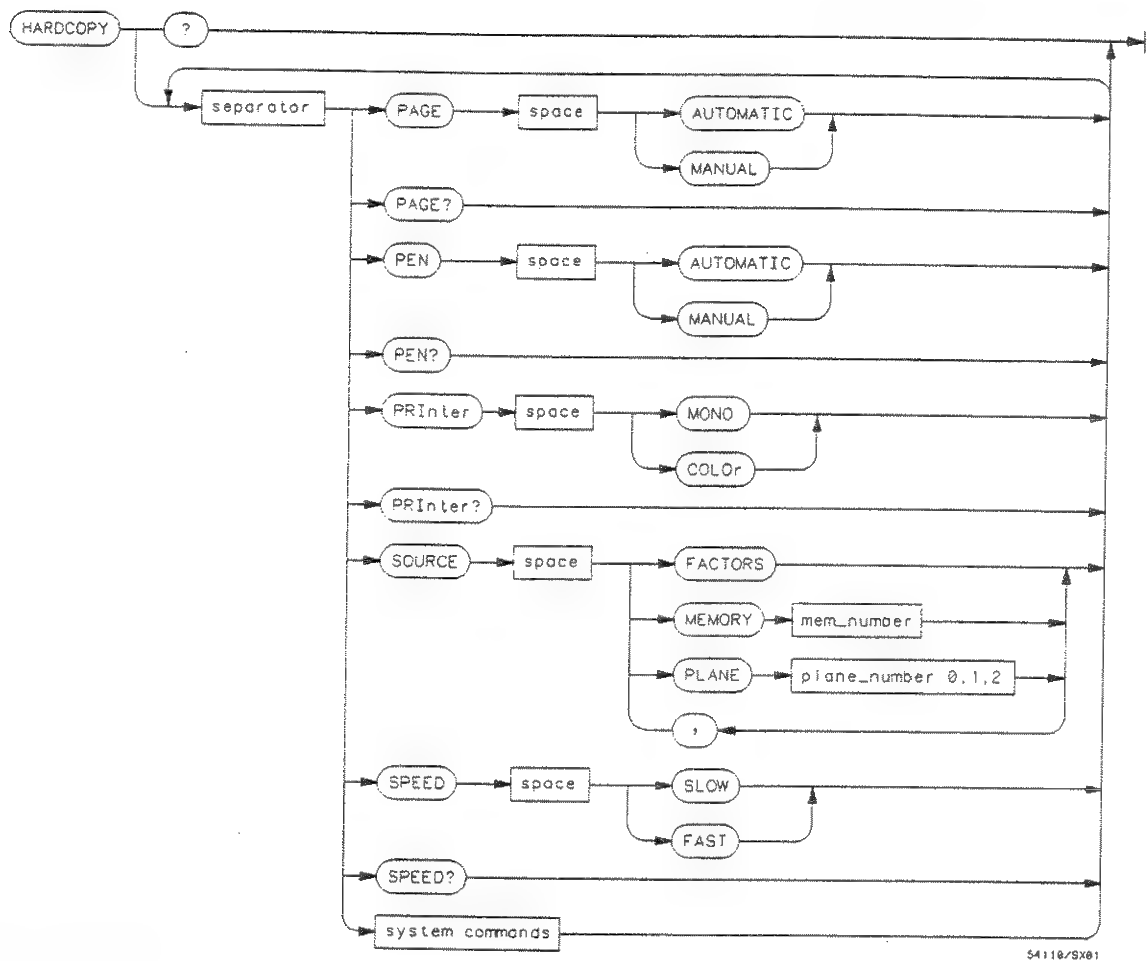 HARDCOPY ?
separator PAGE space AUTOMATIC
MANUAL
PAGE?
PEN space AUTOMATIC
MANUAL
PEN?
PRInter space MONO
COLOr
PRInter?
SOURCE space FACTORS
MEMORY mem_number
PLANE plane_number 0,1,2
,
SPEED space SLOW
FAST
SPEED?
system commands
54110/SX01